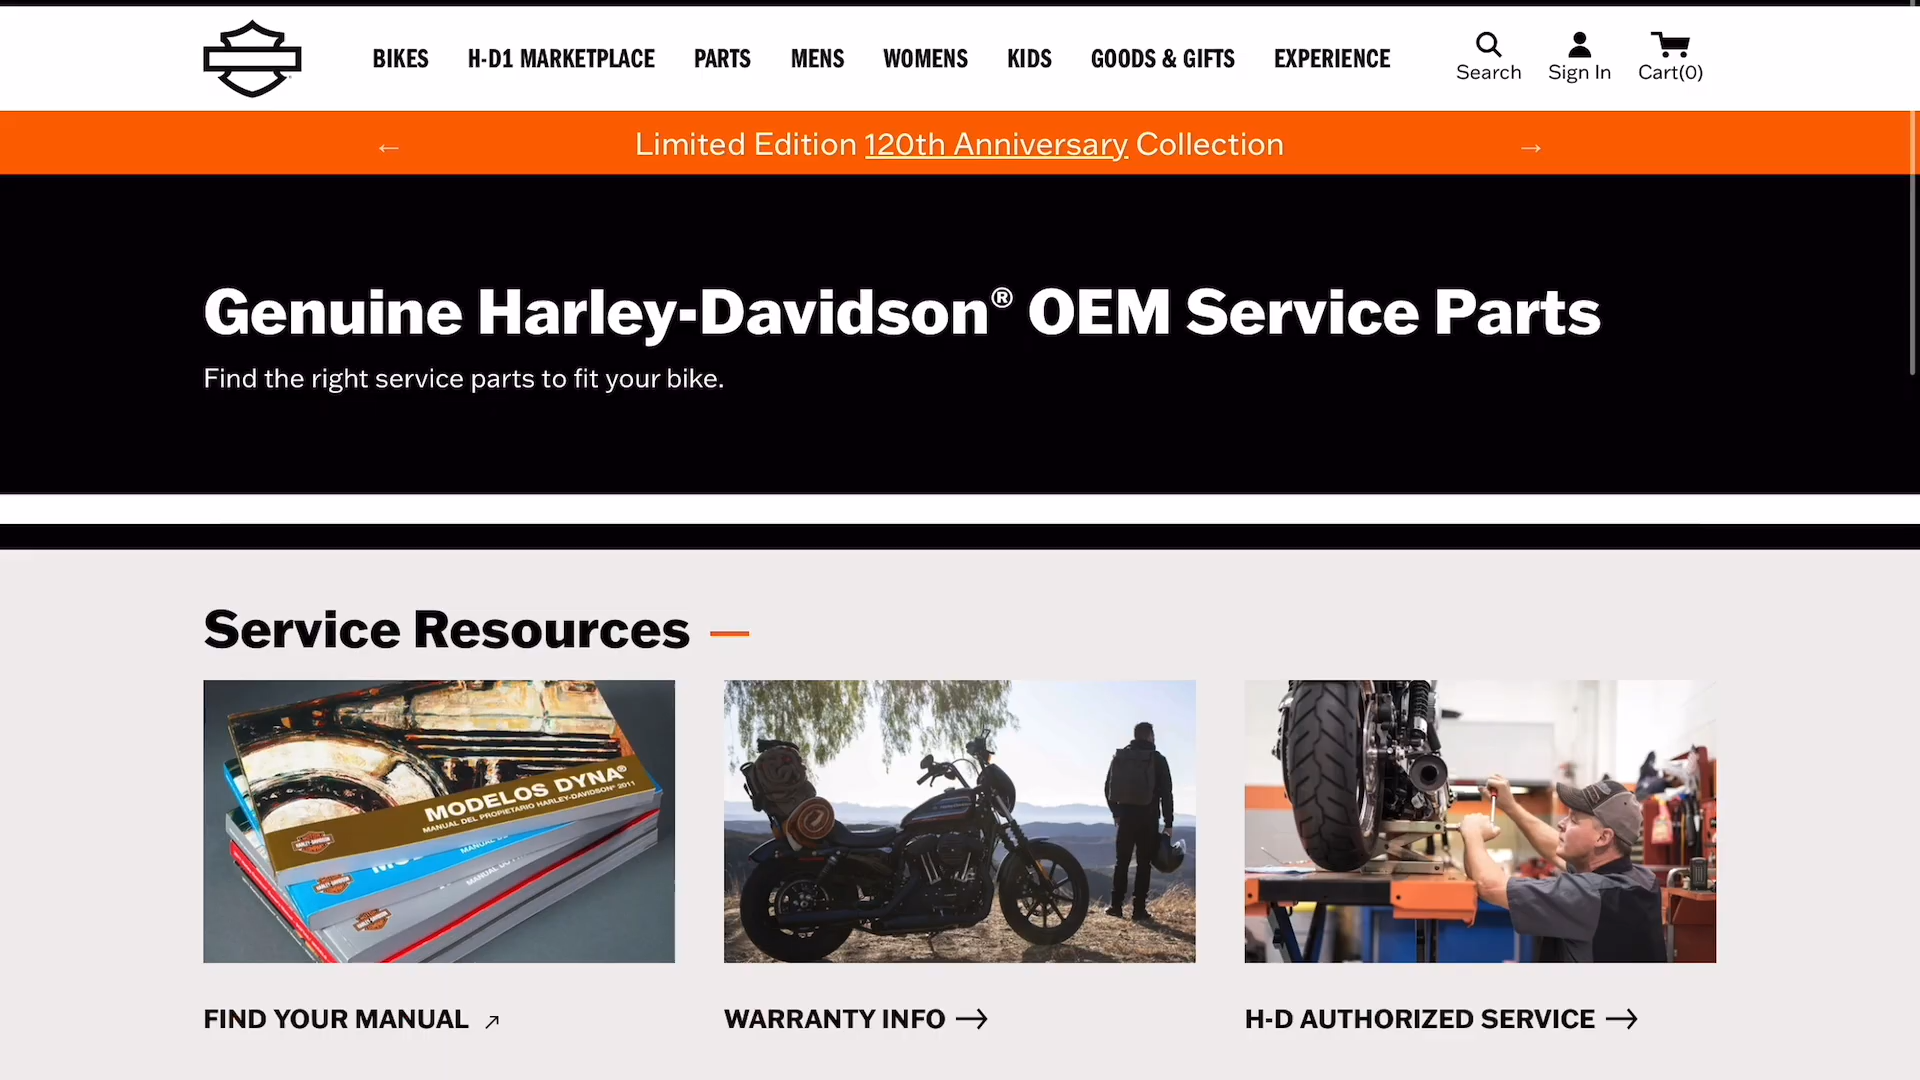 BIKES H-D1 MARKETPLACE PARTS MENS WOMENS KIDS GOODS & GIFTS EXPERIENCE
Search Sign In Cart(0)
← Limited Edition 120th Anniversary Collection →
Genuine Harley-Davidson® OEM Service Parts
Find the right service parts to fit your bike.
Service Resources
MODELOS DYNA®
MANUAL DEL PROPIETARIO HARLEY-DAVIDSON® 2011
FIND YOUR MANUAL ↗
WARRANTY INFO →
H-D AUTHORIZED SERVICE →